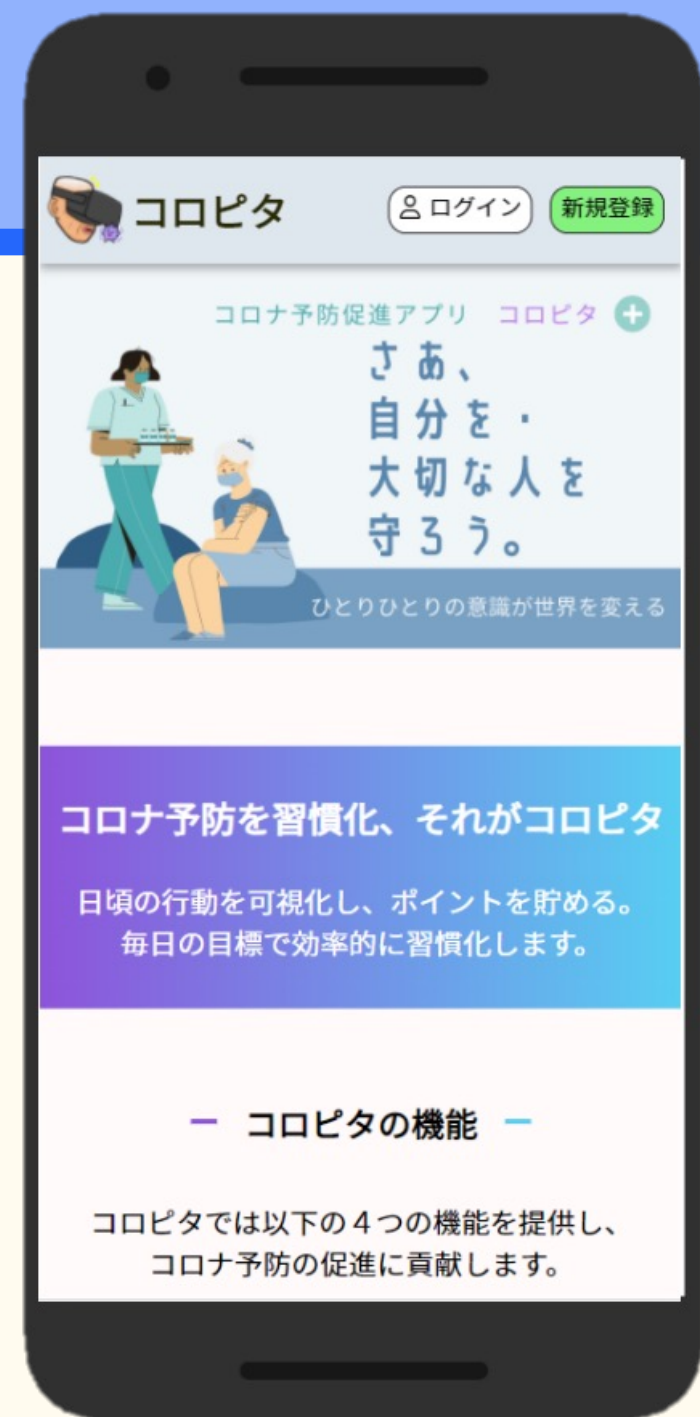 コロピタ
ログイン
新規登録
コロナ予防促進アプリ コロピタ
さあ、
自分を・
大切な人を
守ろう。
ひとりひとりの意識が世界を変える
コロナ予防を習慣化、それがコロピタ
日頃の行動を可視化し、ポイントを貯める。
毎日の目標で効率的に習慣化します。
コロピタの機能
コロピタでは以下の４つの機能を提供し、
コロナ予防の促進に貢献します。